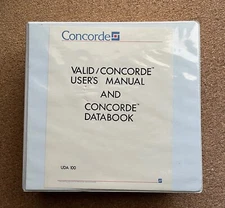 Concorde
VALID/CONCORDE™
USER'S MANUAL
AND
CONCORDE™
DATABOOK
UDA 100